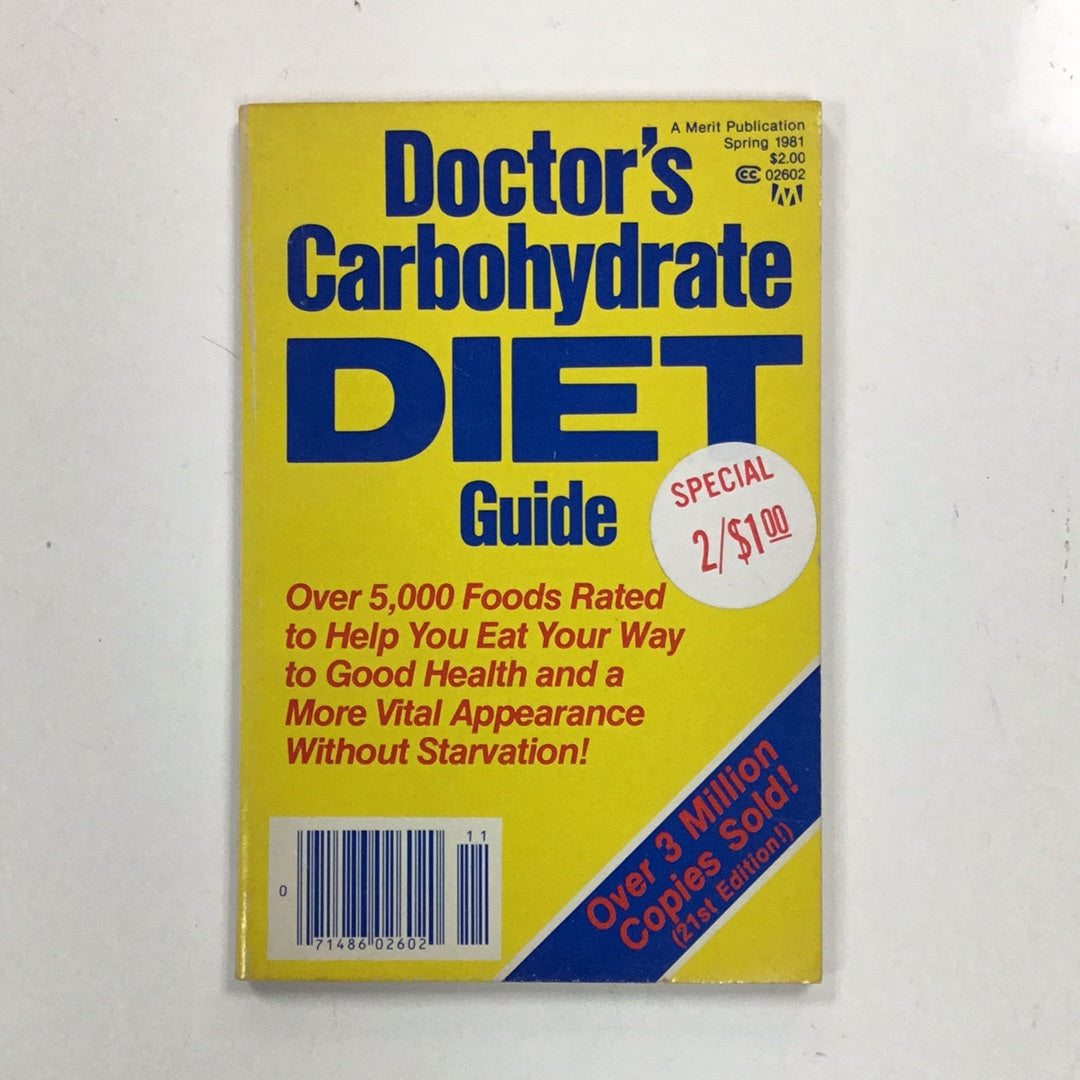 A Merit Publication
Spring 1981
$2.00
CC 02602
Doctor's
Carbohydrate
DIET
Guide
SPECIAL
2/$1.00
Over 5,000 Foods Rated
to Help You Eat Your Way
to Good Health and a
More Vital Appearance
Without Starvation!
Over 3 Million
Copies Sold!
(21st Edition!)
11
0
71486 02602